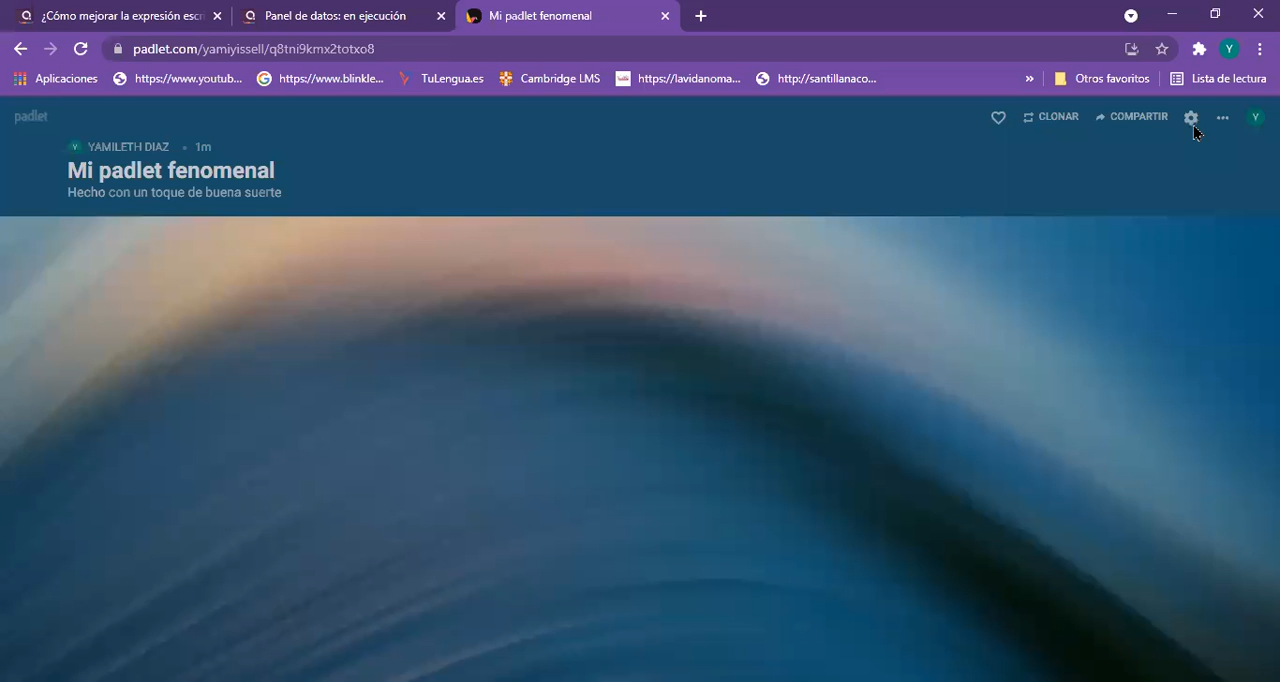 ¿Cómo mejorar la expresión escr
Panel de datos: en ejecución
Mi padlet fenomenal
padlet.com/yamiyissell/q8tni9kmx2totxo8
Y
Aplicaciones
https://www.youtub...
https://www.blinkle...
TuLengua.es
Cambridge LMS
https://lavidanoma...
http://santillanaco...
»
Otros favoritos
Lista de lectura
padlet
CLONAR
COMPARTIR
Y
Y YAMILETH DIAZ • 1m
Mi padlet fenomenal
Hecho con un toque de buena suerte